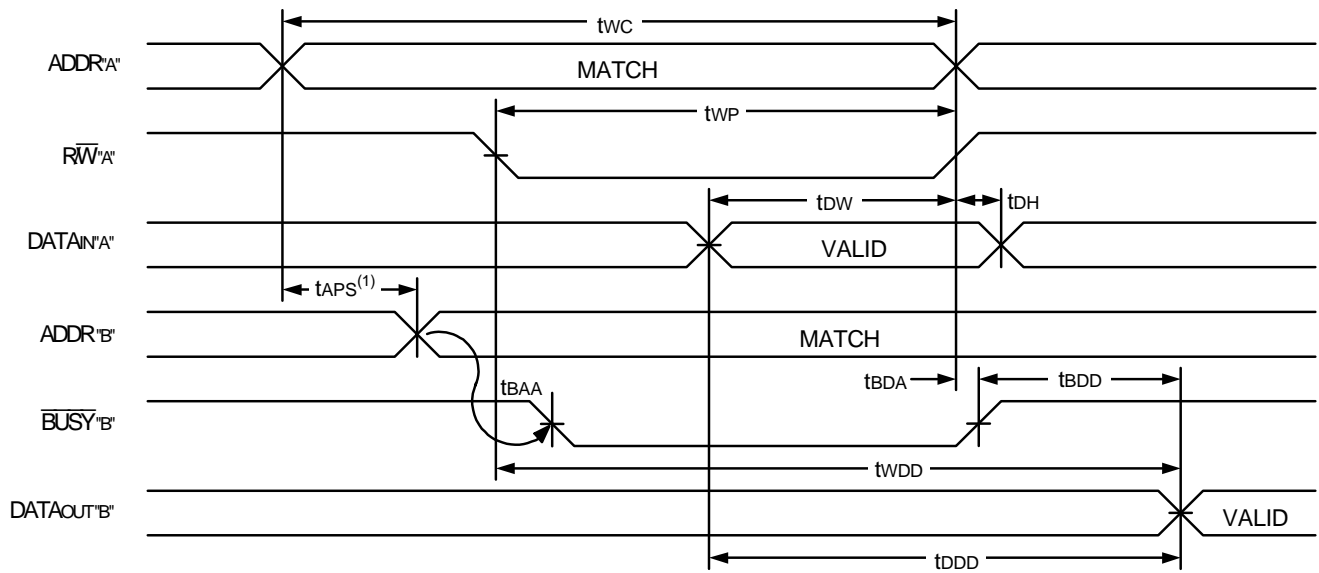 tWC
ADDR"A" MATCH
tWP
R/W̅"A"
tDW tDH
DATAIN"A" VALID
tAPS(1)
ADDR"B" MATCH
tBAA tBDA tBDD
B̅U̅S̅Y̅"B"
tWDD
DATAOUT"B" VALID
tDDD